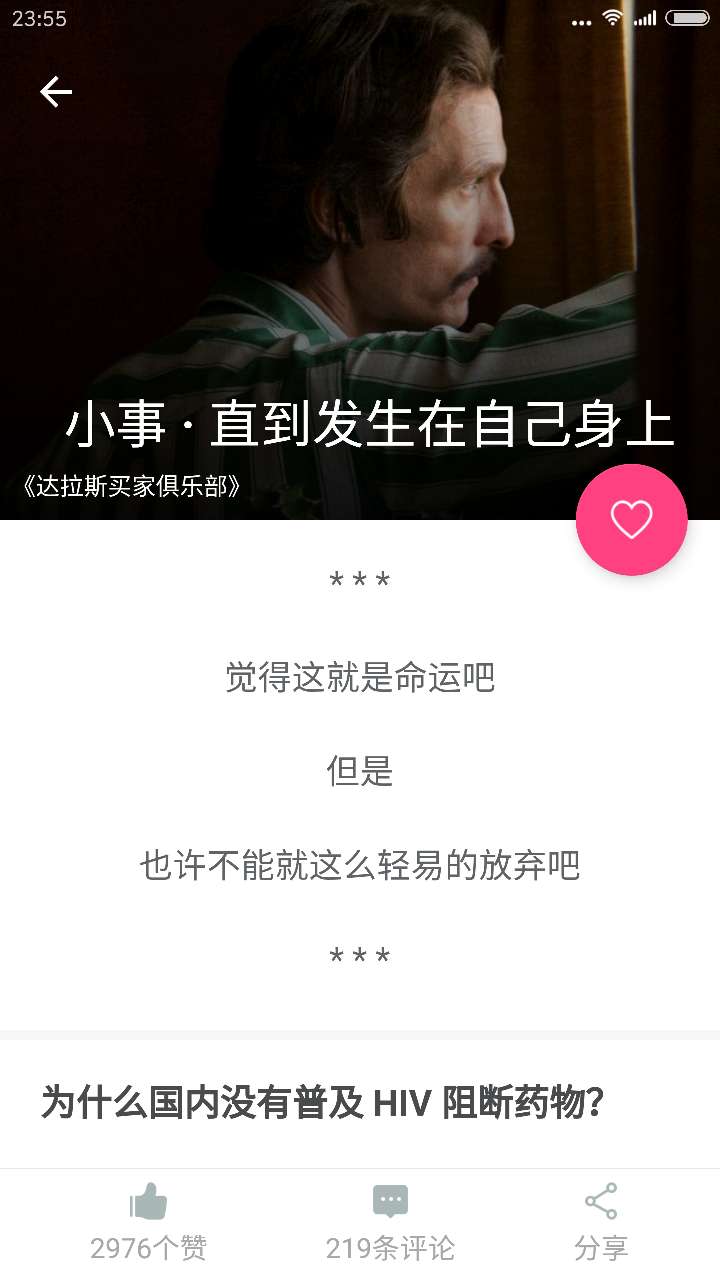 23:55
小事 · 直到发生在自己身上
《达拉斯买家俱乐部》
* * *
觉得这就是命运吧
但是
也许不能就这么轻易的放弃吧
* * *
为什么国内没有普及 HIV 阻断药物？
2976个赞
219条评论
分享